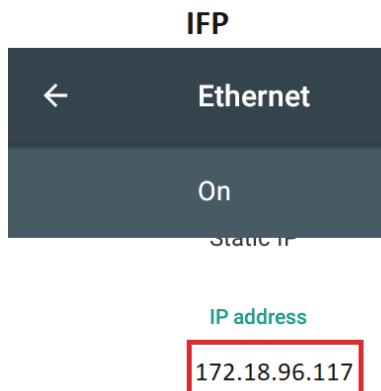 IFP
Ethernet
On
Static IP
IP address
172.18.96.117